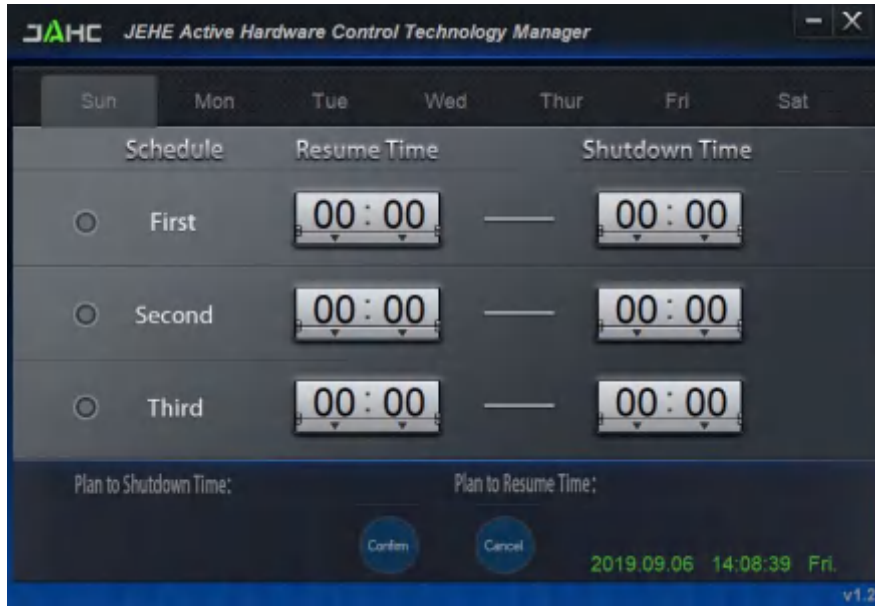 JAHC JEHE Active Hardware Control Technology Manager
Sun Mon Tue Wed Thur Fri Sat
Schedule Resume Time Shutdown Time
First 00:00 00:00
Second 00:00 00:00
Third 00:00 00:00
Plan to Shutdown Time: Plan to Resume Time:
Confirm Cancel
2019.09.06 14:08:39 Fri.
v1.2